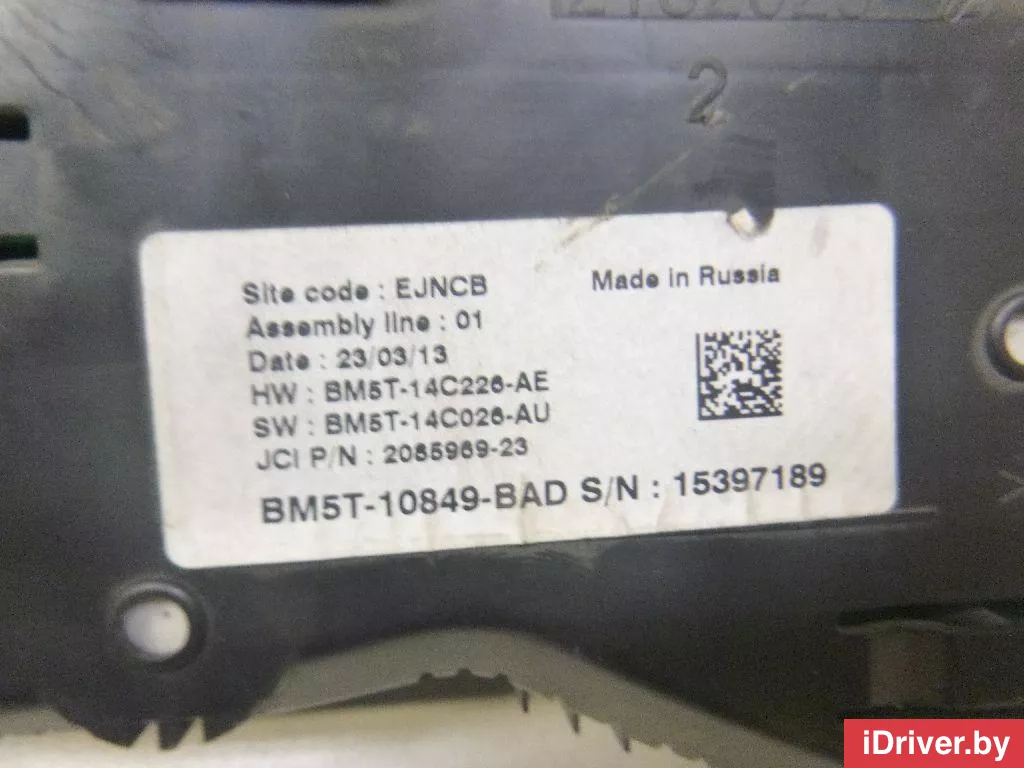 2
Site code : EJNCB
Made in Russia
Assembly line : 01
Date : 23/03/13
HW : BM5T-14C226-AE
SW : BM5T-14C026-AU
JCI P/N : 2085969-23
BM5T-10849-BAD S/N : 15397189
iDriver.by